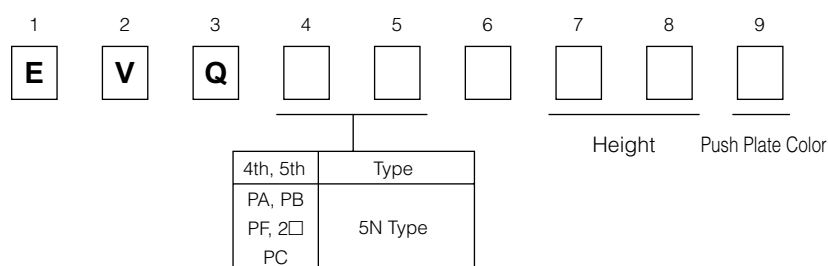 1 2 3 4 5 6 7 8 9
E V Q
Height Push Plate Color
4th, 5th Type
PA, PB
PF, 2□ 5N Type
PC